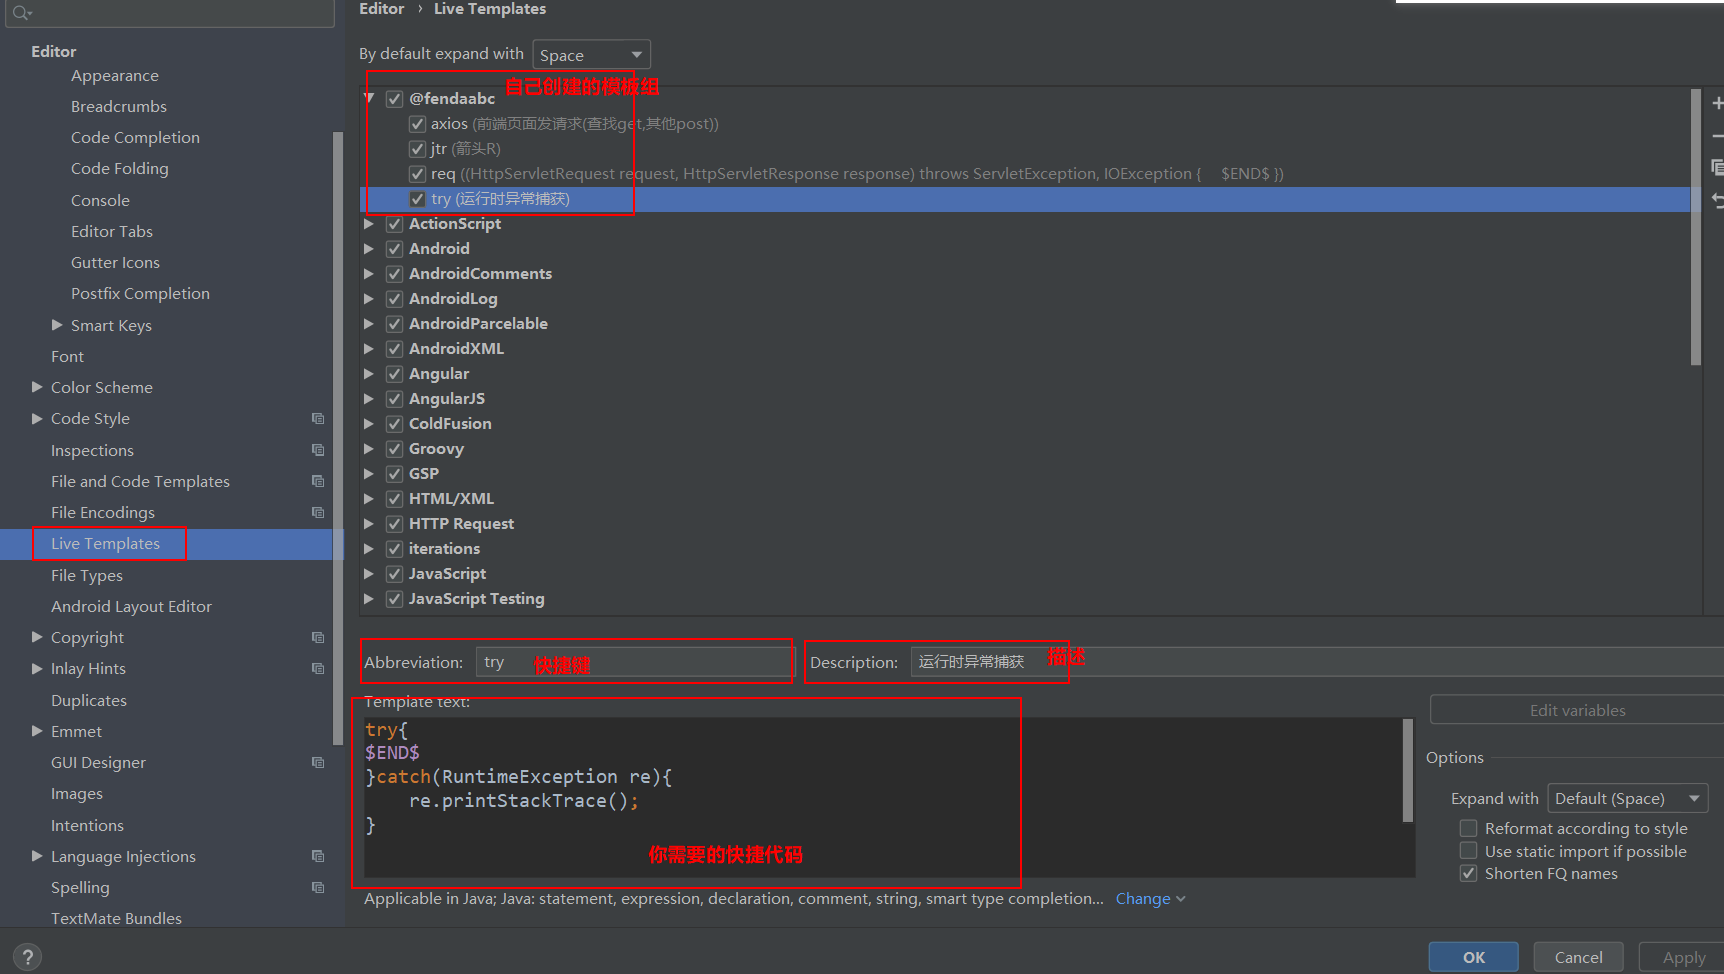 Editor › Live Templates
Editor
Appearance
Breadcrumbs
Code Completion
Code Folding
Console
Editor Tabs
Gutter Icons
Postfix Completion
Smart Keys
Font
Color Scheme
Code Style
Inspections
File and Code Templates
File Encodings
Live Templates
File Types
Android Layout Editor
Copyright
Inlay Hints
Duplicates
Emmet
GUI Designer
Images
Intentions
Language Injections
Spelling
TextMate Bundles
?
By default expand with Space
自己创建的模板组
@fendaabc
axios (前端页面发请求(查找get,其他post))
jtr (箭头R)
req ((HttpServletRequest request, HttpServletResponse response) throws ServletException, IOException { $END$ })
try (运行时异常捕获)
ActionScript
Android
AndroidComments
AndroidLog
AndroidParcelable
AndroidXML
Angular
AngularJS
ColdFusion
Groovy
GSP
HTML/XML
HTTP Request
iterations
JavaScript
JavaScript Testing
Abbreviation: try 快捷键
Description: 运行时异常捕获 描述
Template text:
try{
$END$
}catch(RuntimeException re){
re.printStackTrace();
}
你需要的快捷代码
Edit variables
Options
Expand with Default (Space)
Reformat according to style
Use static import if possible
Shorten FQ names
Applicable in Java; Java: statement, expression, declaration, comment, string, smart type completion... Change
OK Cancel Apply